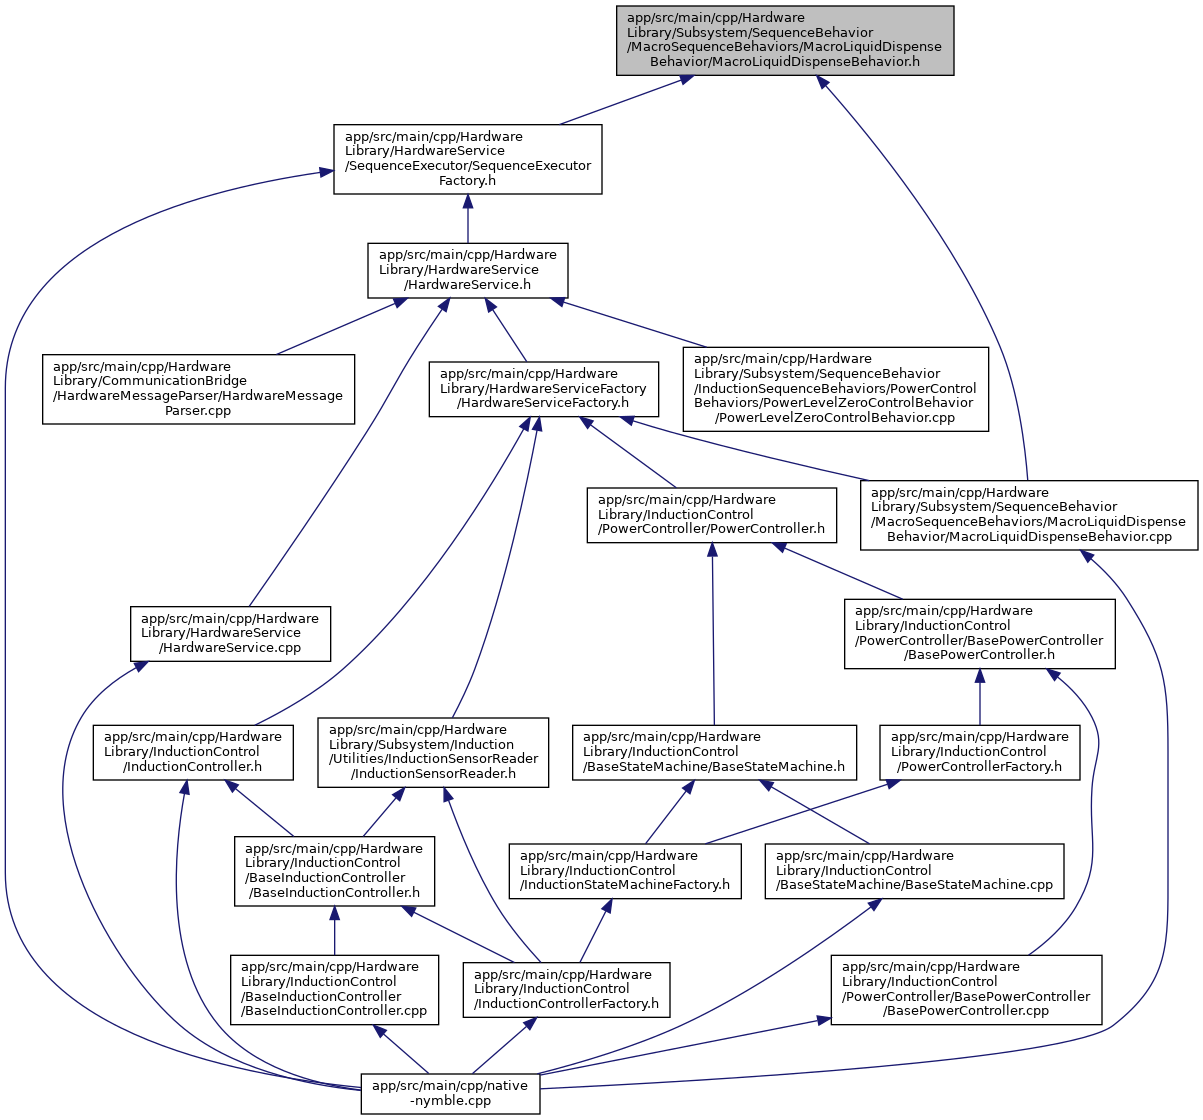 app/src/main/cpp/Hardware
Library/Subsystem/SequenceBehavior
/MacroSequenceBehaviors/MacroLiquidDispense
Behavior/MacroLiquidDispenseBehavior.h
app/src/main/cpp/Hardware
Library/HardwareService
/SequenceExecutor/SequenceExecutor
Factory.h
app/src/main/cpp/Hardware
Library/HardwareService
/HardwareService.h
app/src/main/cpp/Hardware
Library/CommunicationBridge
/HardwareMessageParser/HardwareMessage
Parser.cpp
app/src/main/cpp/Hardware
Library/HardwareServiceFactory
/HardwareServiceFactory.h
app/src/main/cpp/Hardware
Library/Subsystem/SequenceBehavior
/InductionSequenceBehaviors/PowerControl
Behaviors/PowerLevelZeroControlBehavior
/PowerLevelZeroControlBehavior.cpp
app/src/main/cpp/Hardware
Library/InductionControl
/PowerController/PowerController.h
app/src/main/cpp/Hardware
Library/Subsystem/SequenceBehavior
/MacroSequenceBehaviors/MacroLiquidDispense
Behavior/MacroLiquidDispenseBehavior.cpp
app/src/main/cpp/Hardware
Library/HardwareService
/HardwareService.cpp
app/src/main/cpp/Hardware
Library/InductionControl
/PowerController/BasePowerController
/BasePowerController.h
app/src/main/cpp/Hardware
Library/InductionControl
/InductionController.h
app/src/main/cpp/Hardware
Library/Subsystem/Induction
/Utilities/InductionSensorReader
/InductionSensorReader.h
app/src/main/cpp/Hardware
Library/InductionControl
/BaseStateMachine/BaseStateMachine.h
app/src/main/cpp/Hardware
Library/InductionControl
/PowerControllerFactory.h
app/src/main/cpp/Hardware
Library/InductionControl
/BaseInductionController
/BaseInductionController.h
app/src/main/cpp/Hardware
Library/InductionControl
/InductionStateMachineFactory.h
app/src/main/cpp/Hardware
Library/InductionControl
/BaseStateMachine/BaseStateMachine.cpp
app/src/main/cpp/Hardware
Library/InductionControl
/BaseInductionController
/BaseInductionController.cpp
app/src/main/cpp/Hardware
Library/InductionControl
/InductionControllerFactory.h
app/src/main/cpp/Hardware
Library/InductionControl
/PowerController/BasePowerController
/BasePowerController.cpp
app/src/main/cpp/native
-nymble.cpp